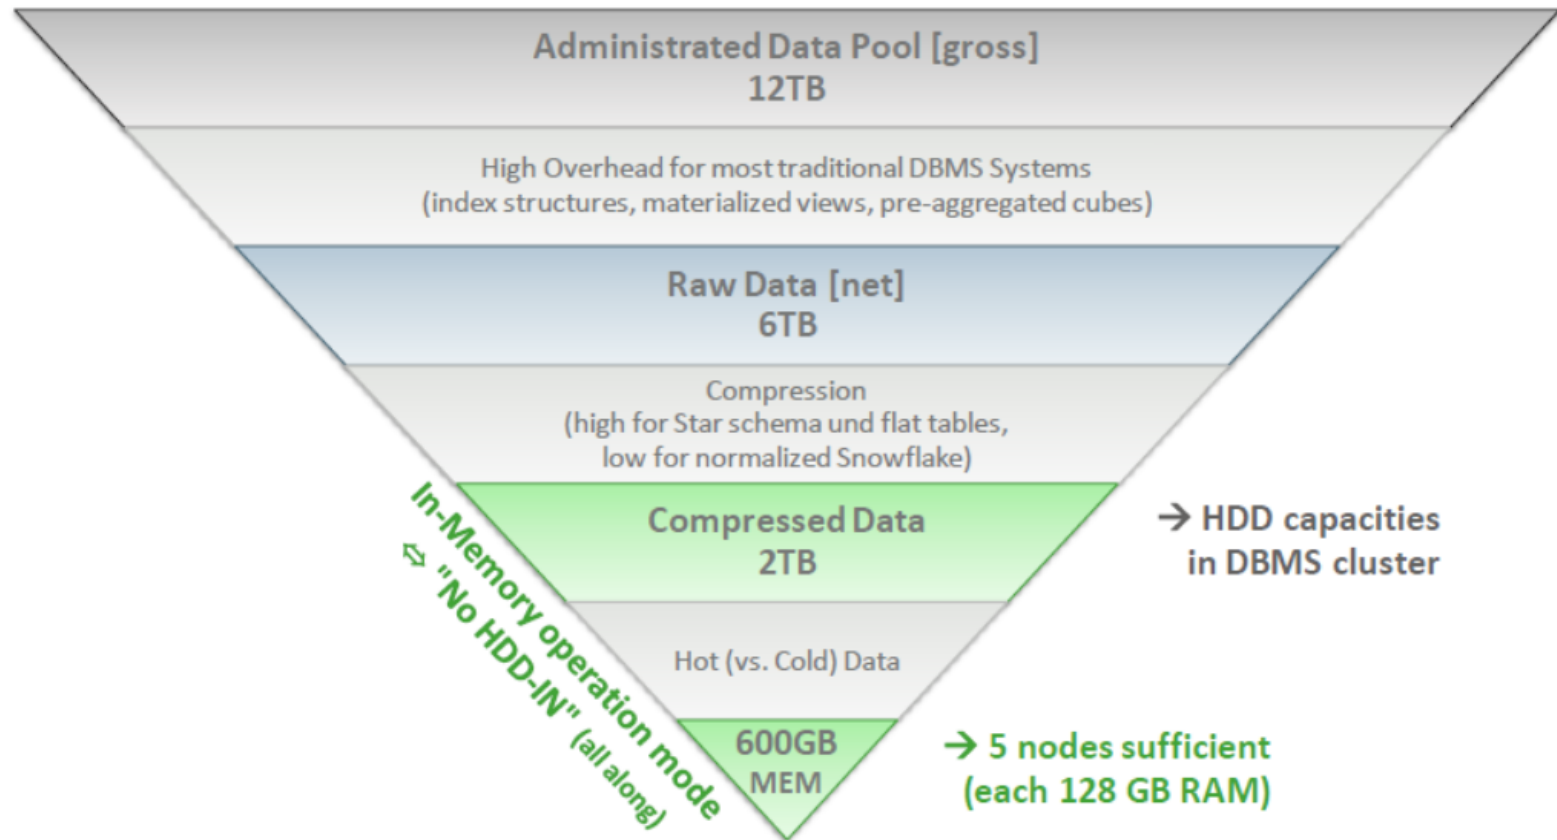 Administrated Data Pool [gross]
12TB
High Overhead for most traditional DBMS Systems
(index structures, materialized views, pre-aggregated cubes)
Raw Data [net]
6TB
Compression
(high for Star schema und flat tables,
low for normalized Snowflake)
Compressed Data
2TB
→ HDD capacities
in DBMS cluster
In-Memory operation mode
⇔ "No HDD-IN" (all along)
Hot (vs. Cold) Data
600GB
MEM
→ 5 nodes sufficient
(each 128 GB RAM)